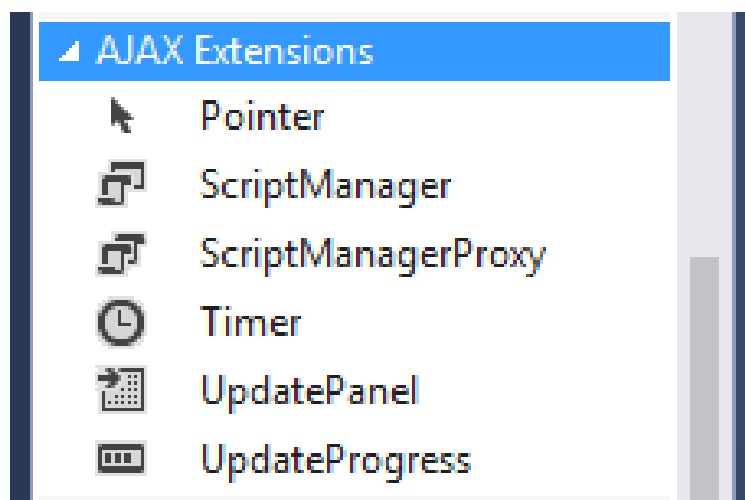 AJAX Extensions
Pointer
ScriptManager
ScriptManagerProxy
Timer
UpdatePanel
UpdateProgress